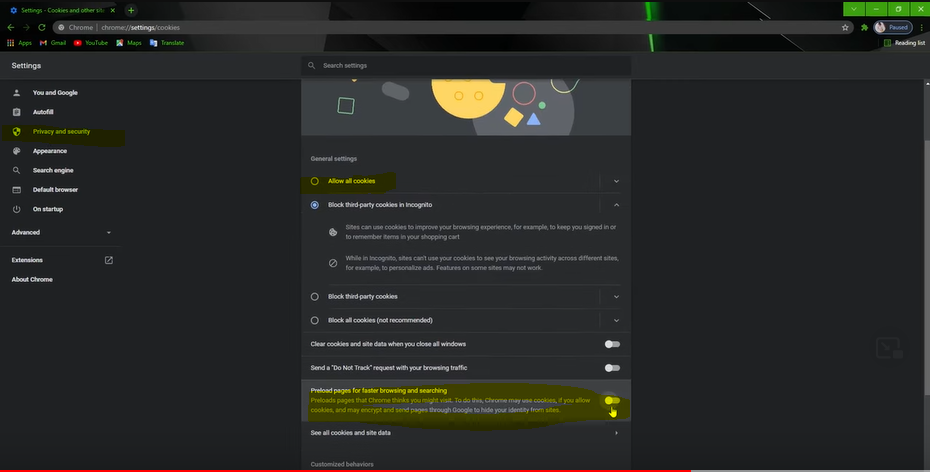 Settings - Cookies and other site
Chrome | chrome://settings/cookies
Paused
Apps Gmail YouTube Maps Translate
Reading list
Settings
Search settings
You and Google
Autofill
Privacy and security
Appearance
Search engine
Default browser
On startup
Advanced
Extensions
About Chrome
General settings
Allow all cookies
Block third-party cookies in Incognito
Sites can use cookies to improve your browsing experience, for example, to keep you signed in or
to remember items in your shopping cart
While in Incognito, sites can't use your cookies to see your browsing activity across different sites,
for example, to personalize ads. Features on some sites may not work.
Block third-party cookies
Block all cookies (not recommended)
Clear cookies and site data when you close all windows
Send a "Do Not Track" request with your browsing traffic
Preload pages for faster browsing and searching
Preloads pages that Chrome thinks you might visit. To do this, Chrome may use cookies, if you allow
cookies, and may encrypt and send pages through Google to hide your identity from sites.
See all cookies and site data
Customized behaviors